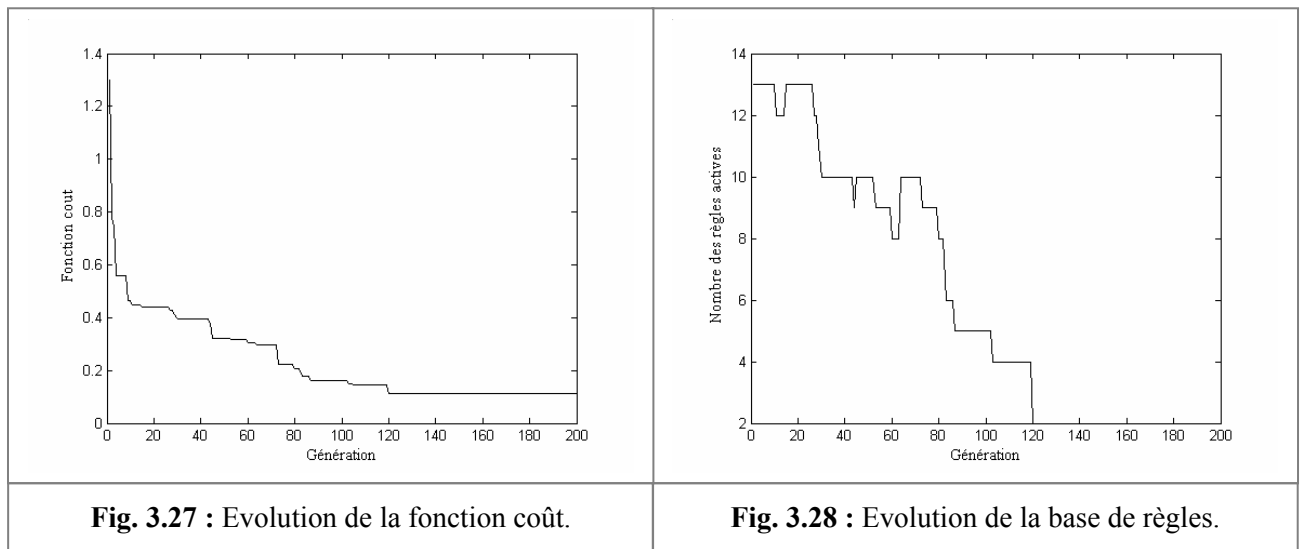 1.4
1.2
1
0.8
0.6
0.4
0.2
0
Fonction cout
0 20 40 60 80 100 120 140 160 180 200
Génération
14
12
10
8
6
4
2
Nombre des règles actives
0 20 40 60 80 100 120 140 160 180 200
Génération
Fig. 3.27 : Evolution de la fonction coût.
Fig. 3.28 : Evolution de la base de règles.